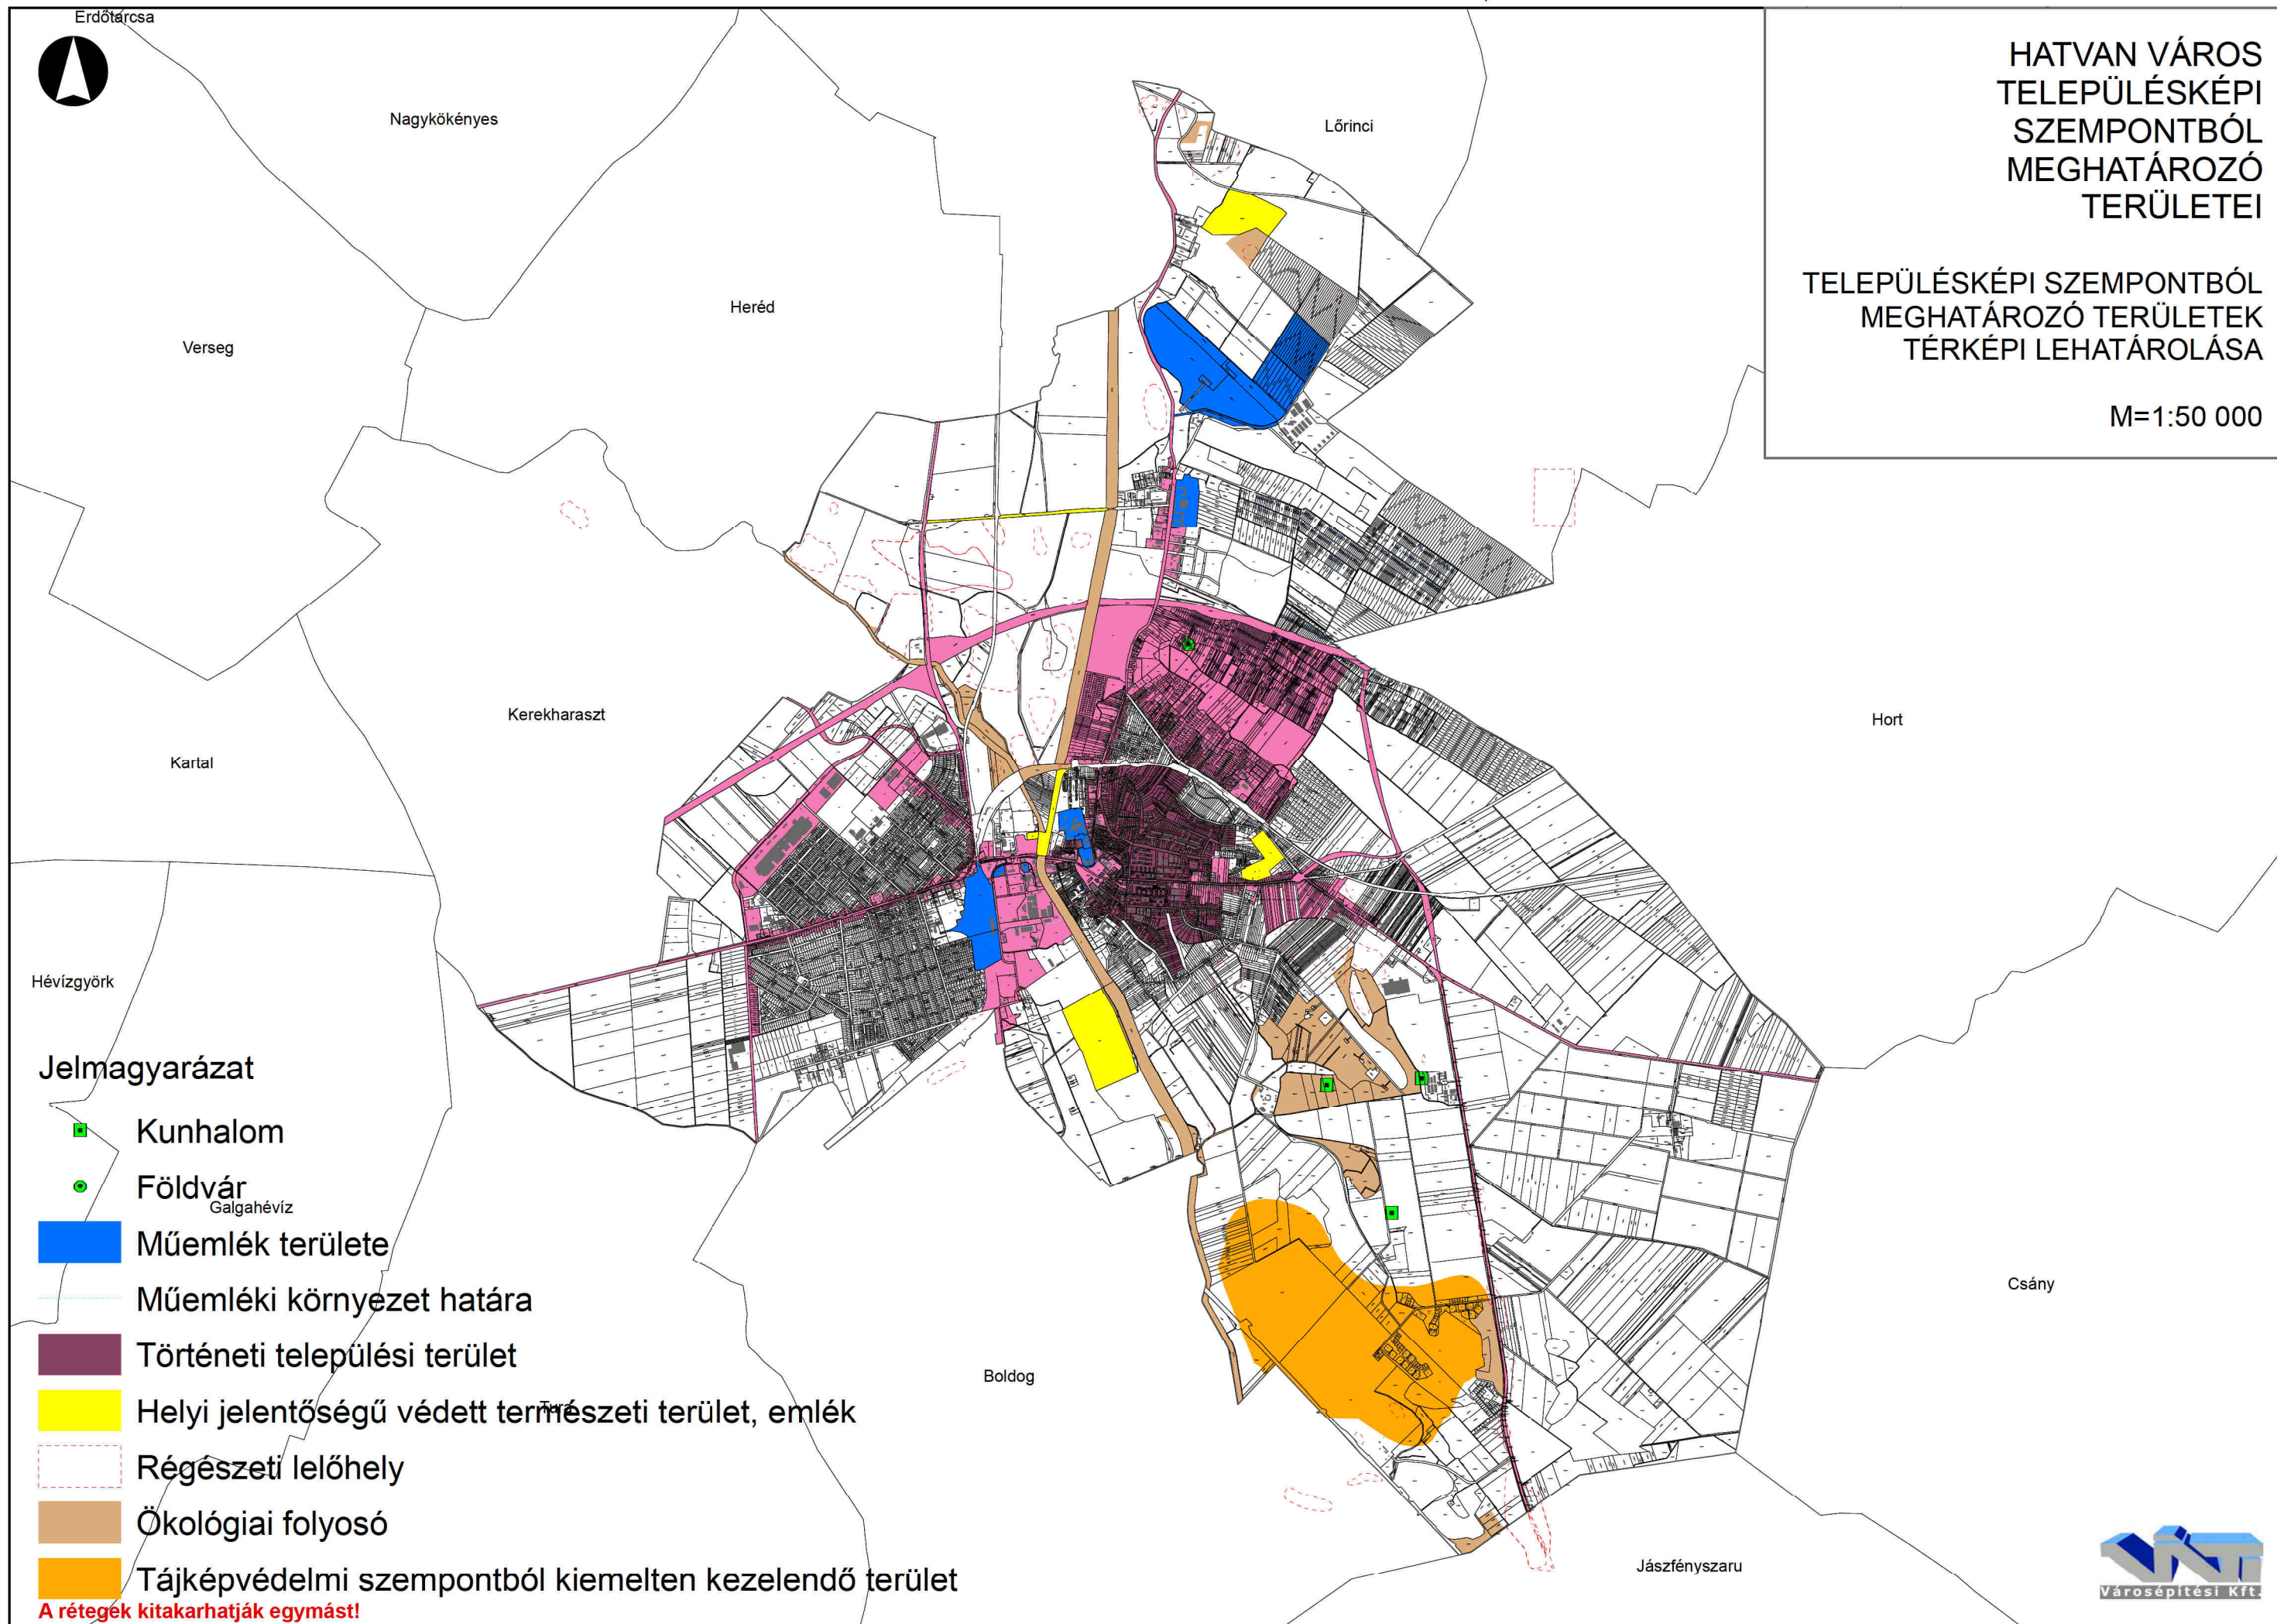 Erdőtarcsa
Nagykökényes
Lőrinci
HATVAN VÁROS
TELEPÜLÉSKÉPI
SZEMPONTBÓL
MEGHATÁROZÓ
TERÜLETEI
TELEPÜLÉSKÉPI SZEMPONTBÓL
MEGHATÁROZÓ TERÜLETEK
TÉRKÉPI LEHATÁROLÁSA
M=1:50 000
Heréd
Verseg
Kerekharaszt
Hort
Kartal
Hévízgyörk
Csány
Boldog
Jászfényszaru
Jelmagyarázat
Kunhalom
Földvár
Galgahévíz
Műemlék területe
Műemléki környezet határa
Történeti települési terület
Helyi jelentőségű védett természeti terület, emlék
Tura
Régészeti lelőhely
Ökológiai folyosó
Tájképvédelmi szempontból kiemelten kezelendő terület
A rétegek kitakarhatják egymást!
VÁTI
Városépítési Kft.